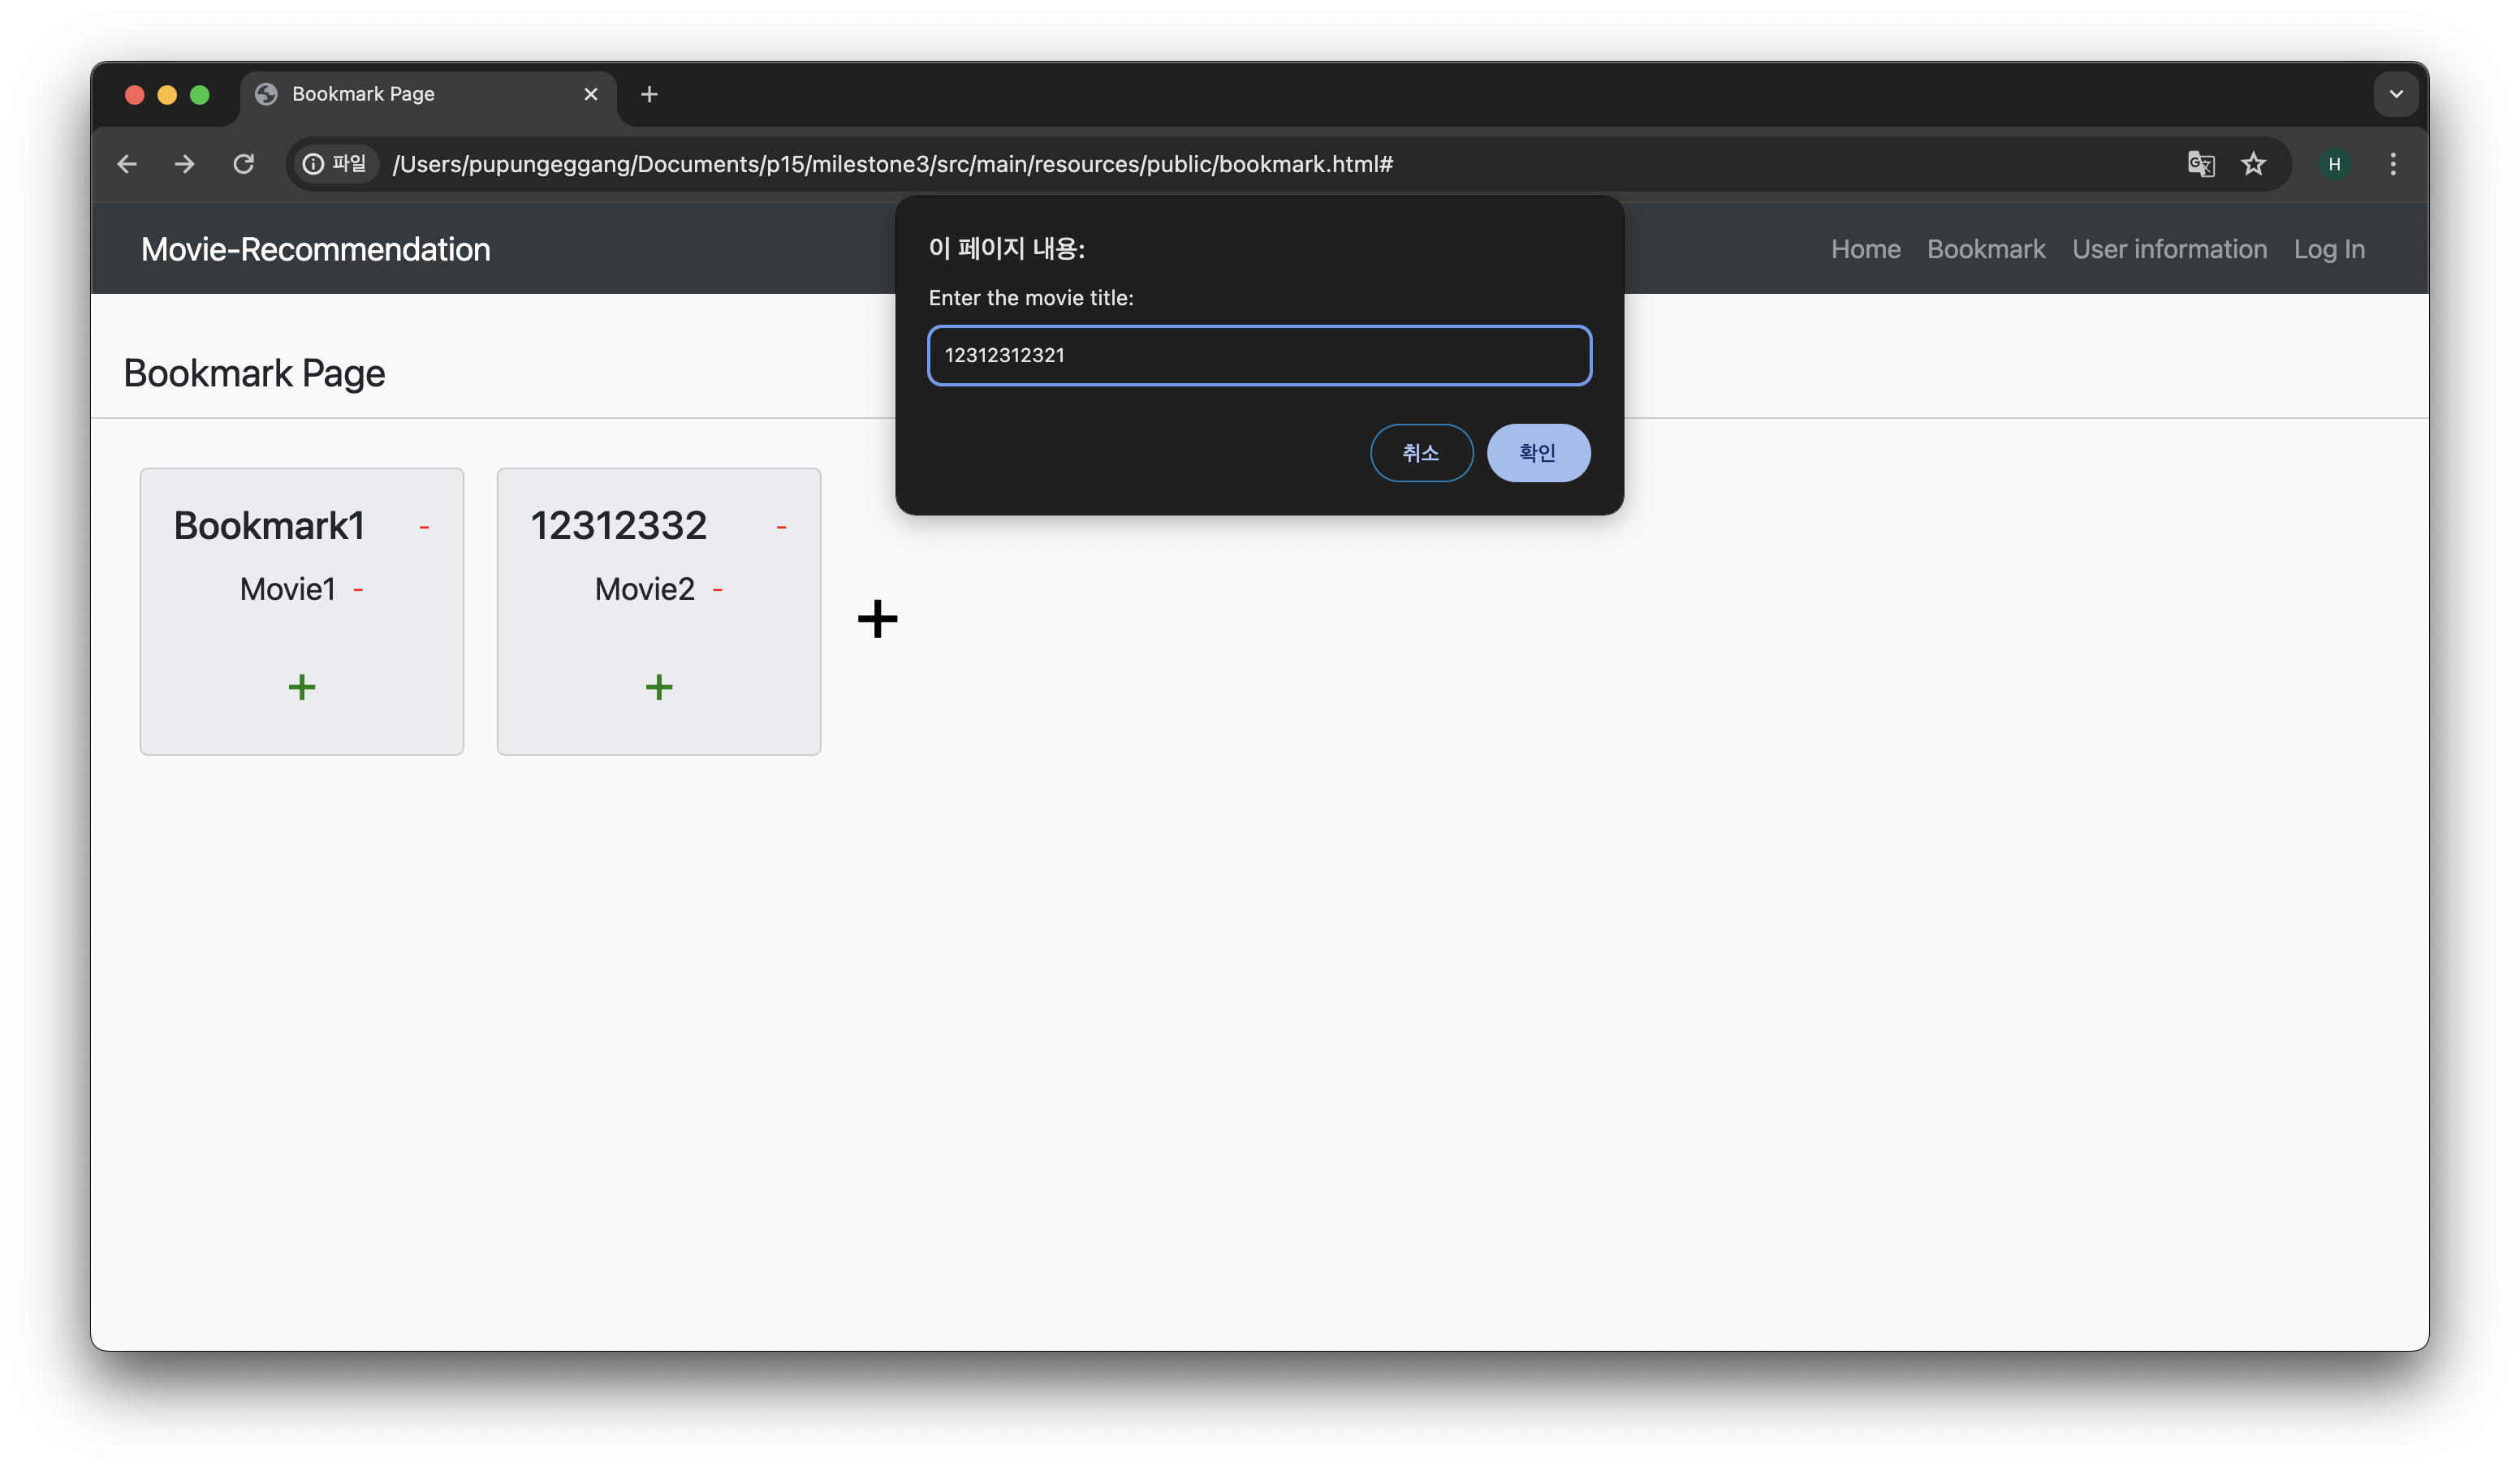 Bookmark Page
파일 /Users/pupungeggang/Documents/p15/milestone3/src/main/resources/public/bookmark.html#
H
Movie-Recommendation
Home Bookmark User information Log In
이 페이지 내용:
Enter the movie title:
12312312321
취소 확인
Bookmark Page
Bookmark1 -
Movie1 -
+
12312332 -
Movie2 -
+
+